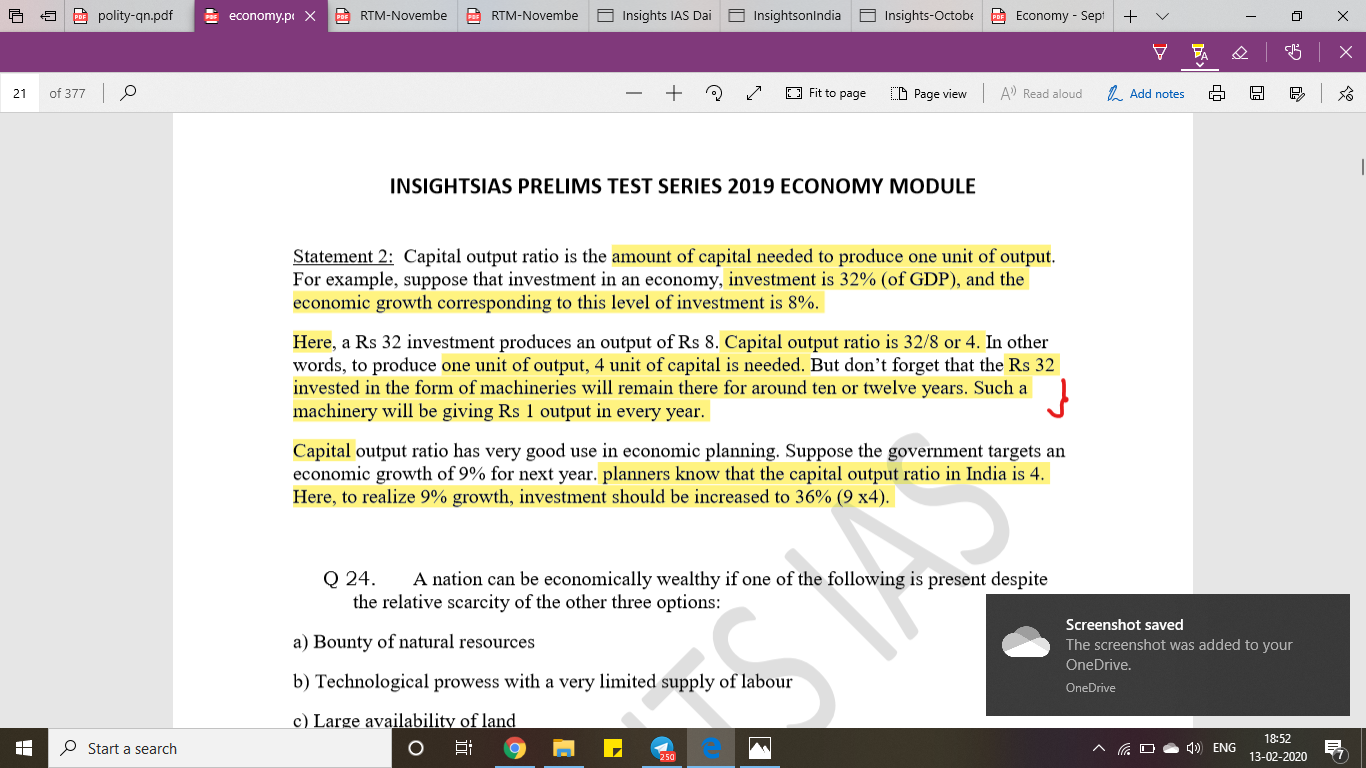 polity-qn.pdf
economy.pd
RTM-Novembe
RTM-Novembe
Insights IAS Dai
InsightsonIndia
Insights-Octobe
Economy - Sept
21 of 377
Fit to page
Page view
Read aloud
Add notes
INSIGHTSIAS PRELIMS TEST SERIES 2019 ECONOMY MODULE
Statement 2: Capital output ratio is the amount of capital needed to produce one unit of output.
For example, suppose that investment in an economy, investment is 32% (of GDP), and the
economic growth corresponding to this level of investment is 8%.
Here, a Rs 32 investment produces an output of Rs 8. Capital output ratio is 32/8 or 4. In other
words, to produce one unit of output, 4 unit of capital is needed. But don't forget that the Rs 32
invested in the form of machineries will remain there for around ten or twelve years. Such a
machinery will be giving Rs 1 output in every year.
Capital output ratio has very good use in economic planning. Suppose the government targets an
economic growth of 9% for next year. planners know that the capital output ratio in India is 4.
Here, to realize 9% growth, investment should be increased to 36% (9 x4).
Q 24. A nation can be economically wealthy if one of the following is present despite
the relative scarcity of the other three options:
a) Bounty of natural resources
b) Technological prowess with a very limited supply of labour
c) Large availability of land
NTS IAS
Screenshot saved
The screenshot was added to your
OneDrive.
OneDrive
Start a search
250
ENG
18:52
13-02-2020
7